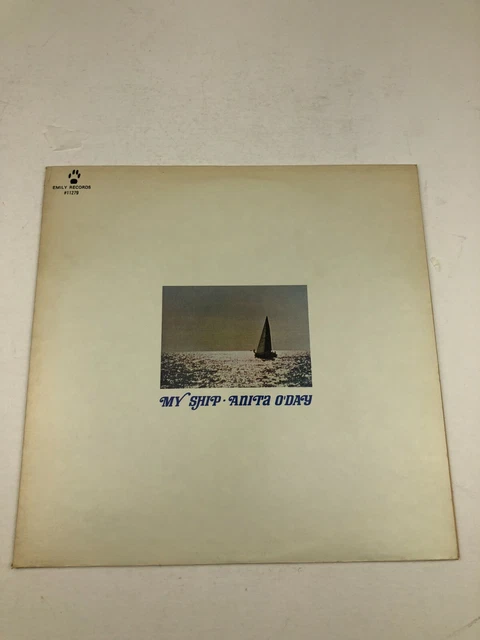 EMILY RECORDS
#11279
MY SHIP · ANITA O'DAY